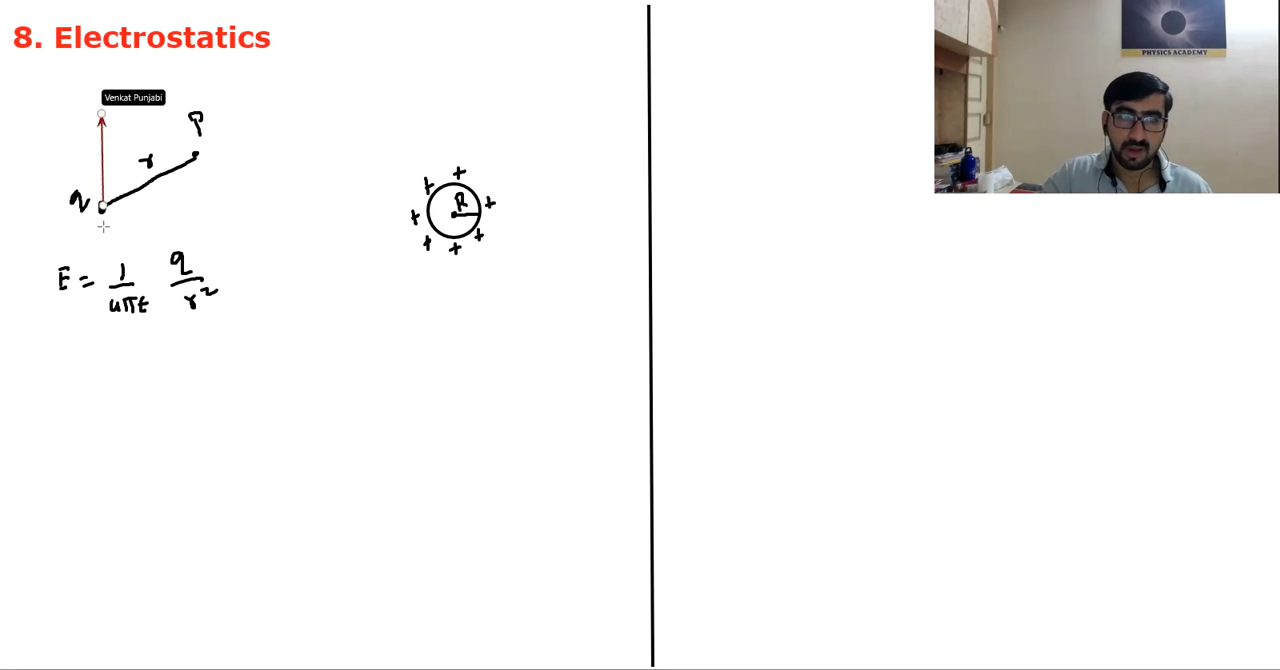 8. Electrostatics
Venkat Punjabi
P
r
q
E = 1/4πε q/r²
+ + + + + + + +
R
PHYSICS ACADEMY